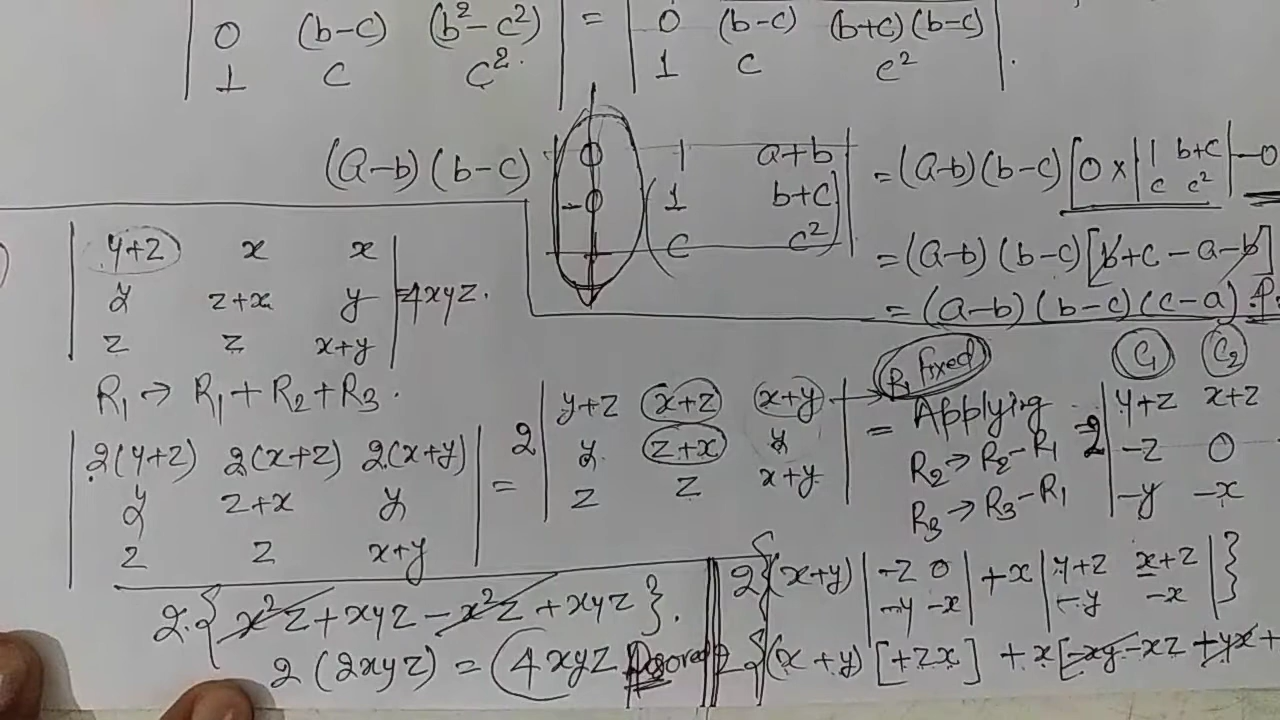 | 0 (b-c) (b²-c²) | = | 0 (b-c) (b+c)(b-c) |
| 1 c c². | | 1 c c² |.
(a-b)(b-c) | 0 1 a+b | = (a-b)(b-c)[0×| 1 b+c |-0
| -0 1 b+c | | c c² |
| c c² |
= (a-b)(b-c)[b+c-a-b]
= (a-b)(b-c)(c-a).P.
| y+z x x |
| y z+x y | = 4xyz.
| z z x+y |
R₁ → R₁ + R₂ + R₃.
| 2(y+z) 2(x+z) 2(x+y) |
| y z+x y | =
| z z x+y |
2 | y+z x+z x+y |
| y z+x y |
| z z x+y |
R₁ fixed
= Applying
R₂ → R₂-R₁
R₃ → R₃-R₁
C₁ C₂
=2 | y+z x+z
| -z 0
| -y -x
2{(x+y) | -z 0 | + x | y+z x+z | }
| -y -x | | -y -x |
2{(x+y)[+zx] + x[-xy-xz+yx+
2.{x²z+xyz-x²z+xyz}.
2(2xyz) = 4xyz Proved